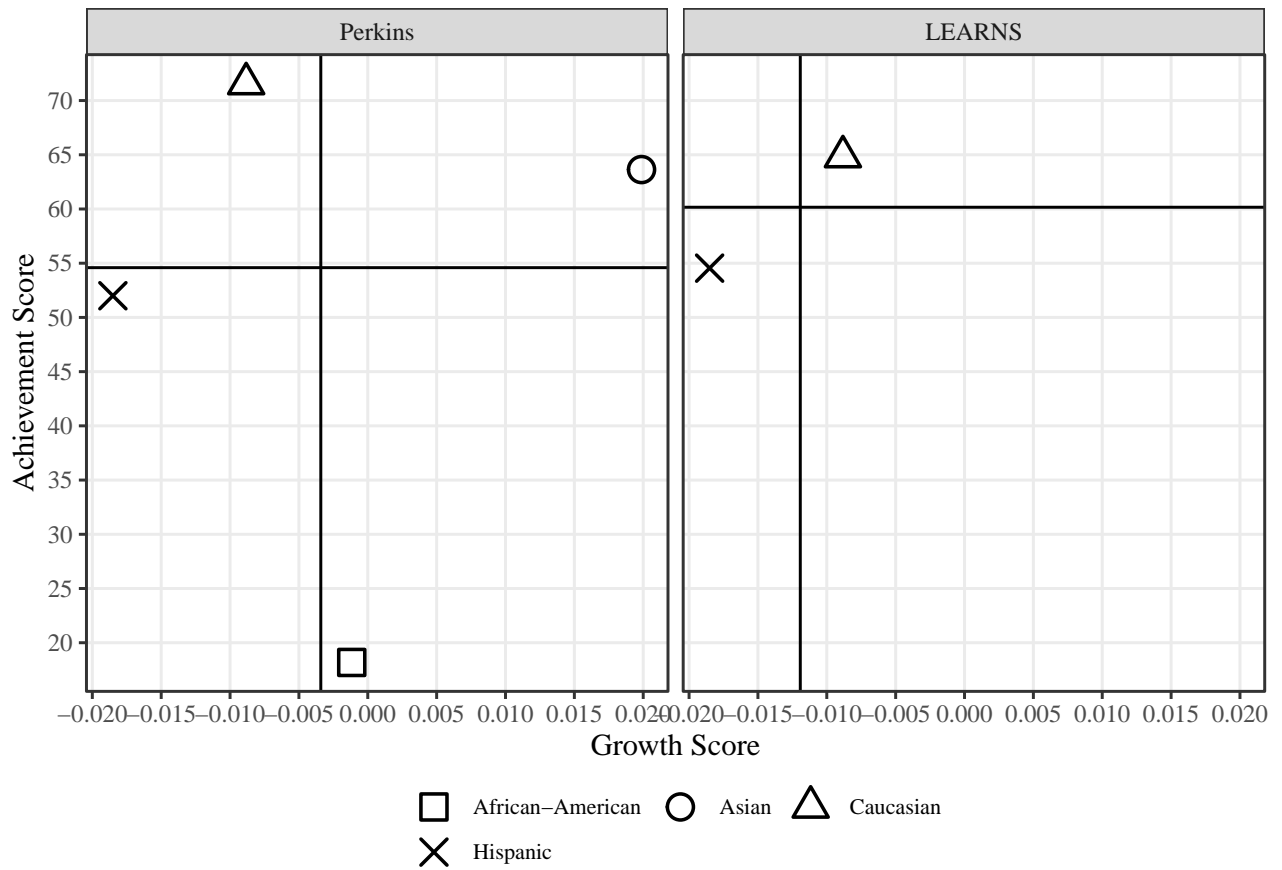 Perkins LEARNS
70
65
60
55
50
45
40
35
30
25
20
Achievement Score
−0.020 −0.015 −0.010 −0.005 0.000 0.005 0.010 0.015 0.020 −0.020 −0.015 −0.010 −0.005 0.000 0.005 0.010 0.015 0.020
Growth Score
African−American Asian Caucasian
Hispanic